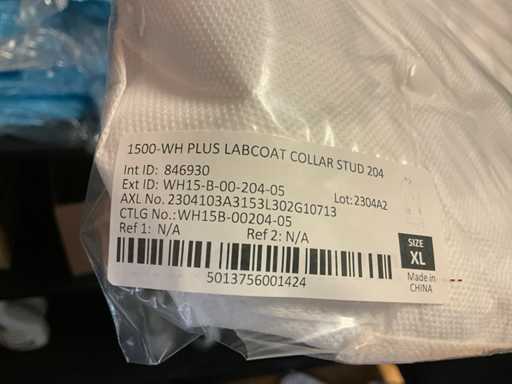 1500-WH PLUS LABCOAT COLLAR STUD 204
Int ID: 846930
Ext ID: WH15-B-00-204-05 Lot: 2304A2
AXL No. 2304103A3153L302G10713
CTLG No.: WH15B-00204-05
Ref 1: N/A Ref 2: N/A
SIZE
XL
5013756001424
Made in
CHINA